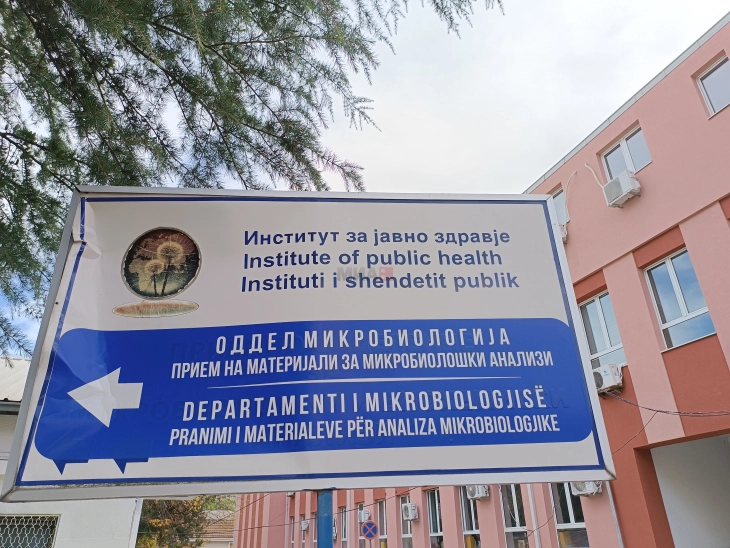 Институт за јавно здравје
Institute of public health
Instituti i shendetit publik
МИА
ОДДЕЛ МИКРОБИОЛОГИЈА
ПРИЕМ НА МАТЕРИЈАЛИ ЗА МИКРОБИОЛОШКИ АНАЛИЗИ
DEPARTAMENTI I MIKROBIOLOGJISË
PRANIMI I MATERIALEVE PËR ANALIZA MIKROBIOLOGJIKE